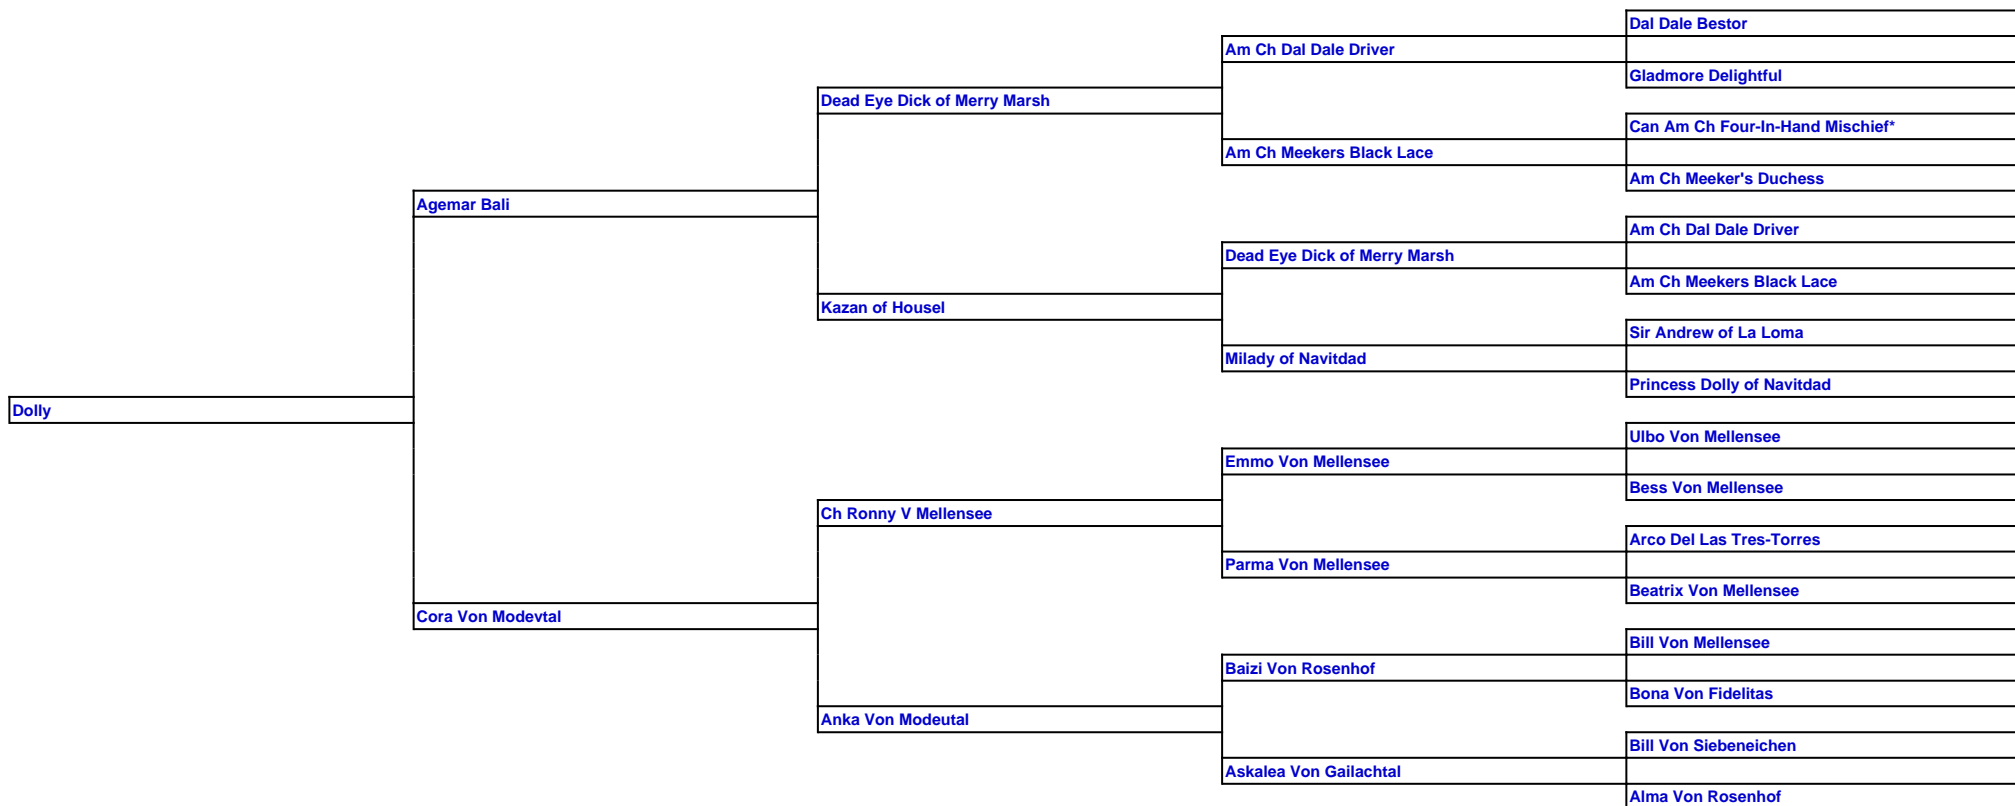 Dal Dale Bestor
Am Ch Dal Dale Driver
Gladmore Delightful
Dead Eye Dick of Merry Marsh
Can Am Ch Four-In-Hand Mischief*
Am Ch Meekers Black Lace
Am Ch Meeker's Duchess
Agemar Bali
Am Ch Dal Dale Driver
Dead Eye Dick of Merry Marsh
Am Ch Meekers Black Lace
Kazan of Housel
Sir Andrew of La Loma
Milady of Navitdad
Princess Dolly of Navitdad
Dolly
Ulbo Von Mellensee
Emmo Von Mellensee
Bess Von Mellensee
Ch Ronny V Mellensee
Arco Del Las Tres-Torres
Parma Von Mellensee
Beatrix Von Mellensee
Cora Von Modevtal
Bill Von Mellensee
Baizi Von Rosenhof
Bona Von Fidelitas
Anka Von Modeutal
Bill Von Siebeneichen
Askalea Von Gailachtal
Alma Von Rosenhof